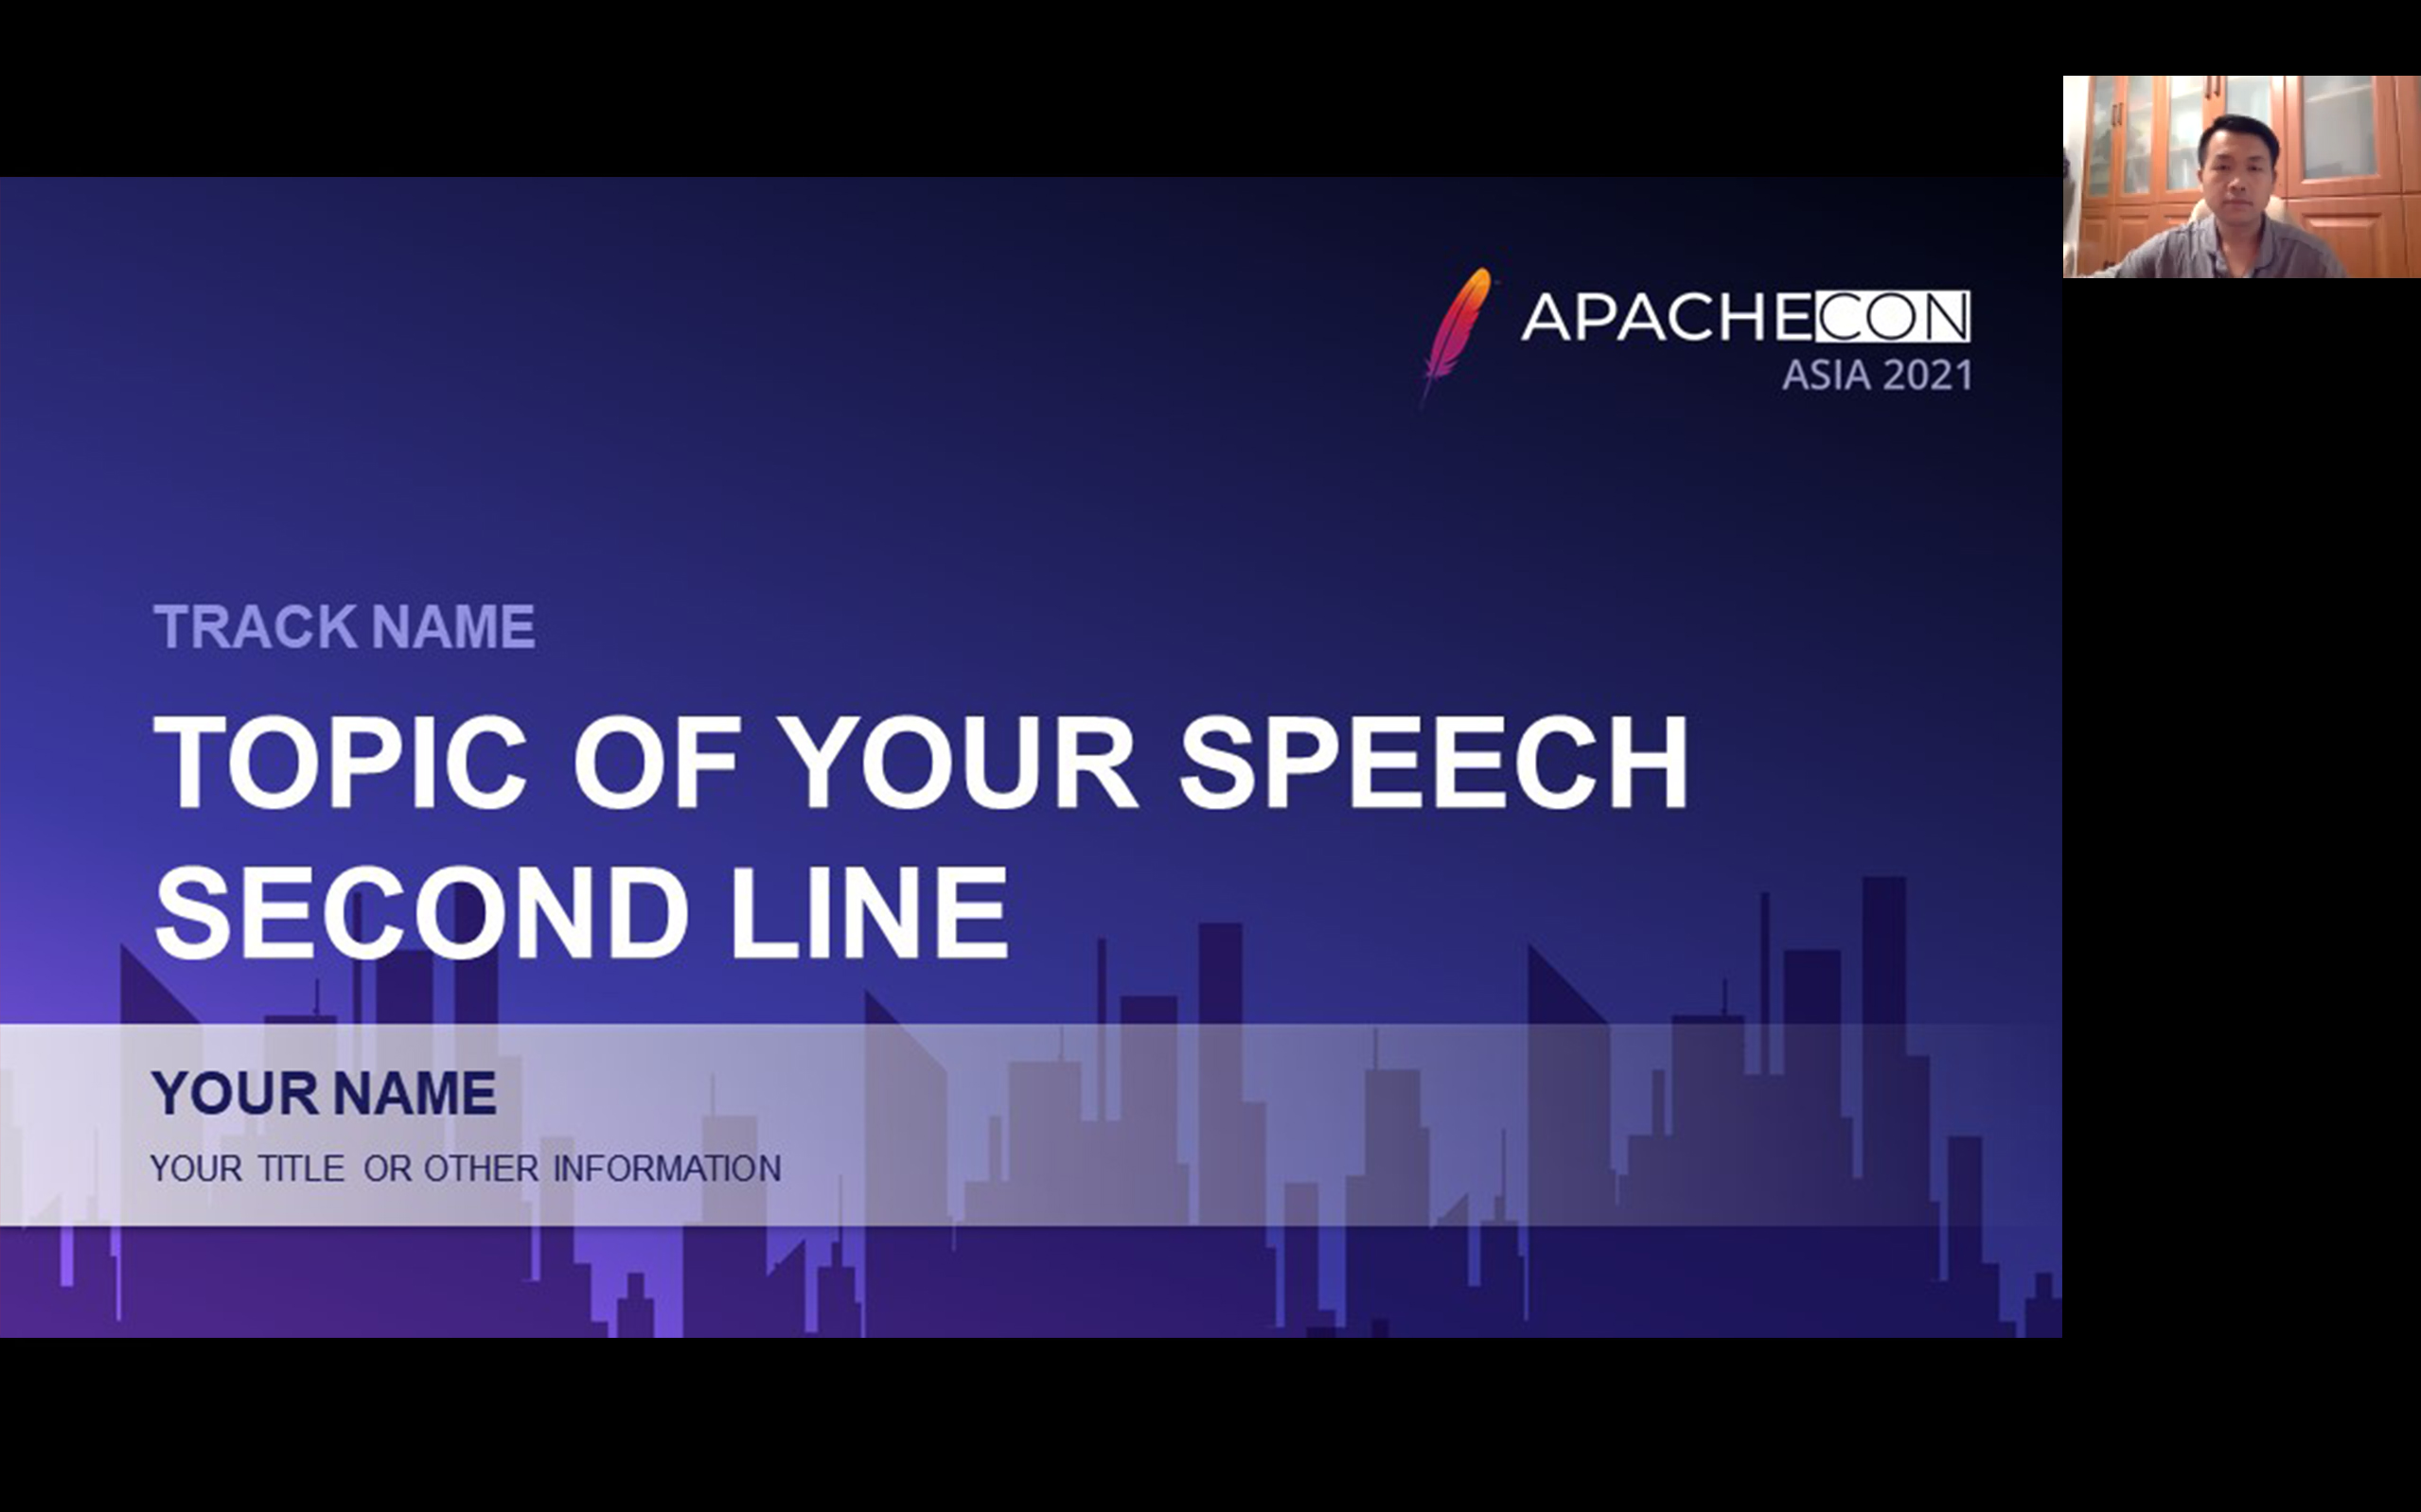 APACHECON
ASIA 2021
TRACK NAME
TOPIC OF YOUR SPEECH
SECOND LINE
YOUR NAME
YOUR TITLE OR OTHER INFORMATION